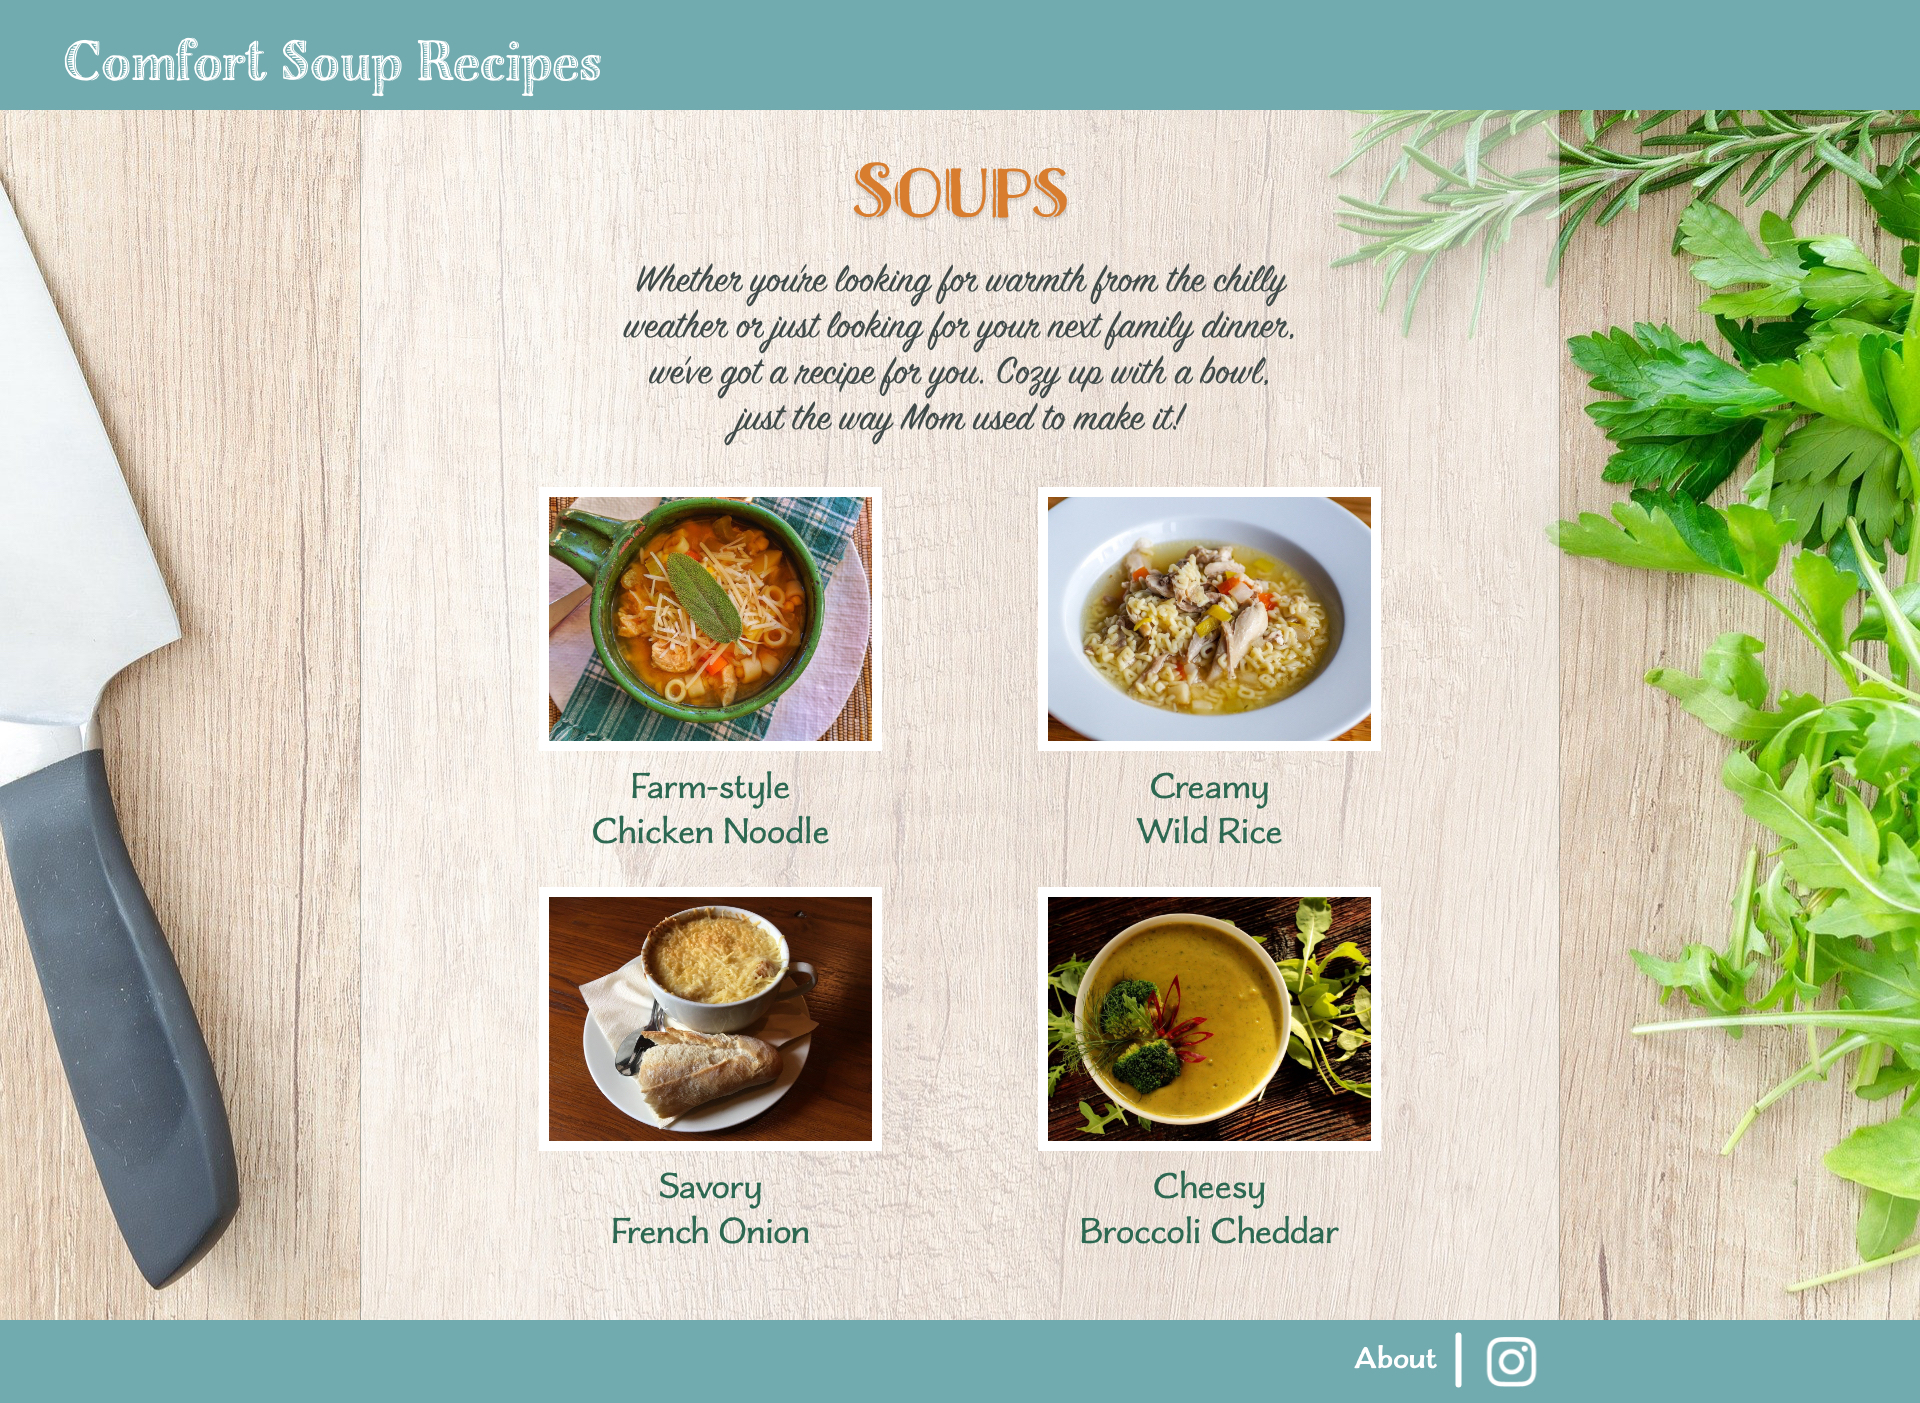 Comfort Soup Recipes
Soups
Whether you're looking for warmth from the chilly
weather or just looking for your next family dinner,
we've got a recipe for you. Cozy up with a bowl,
just the way Mom used to make it!
Farm-style
Chicken Noodle
Creamy
Wild Rice
Savory
French Onion
Cheesy
Broccoli Cheddar
About